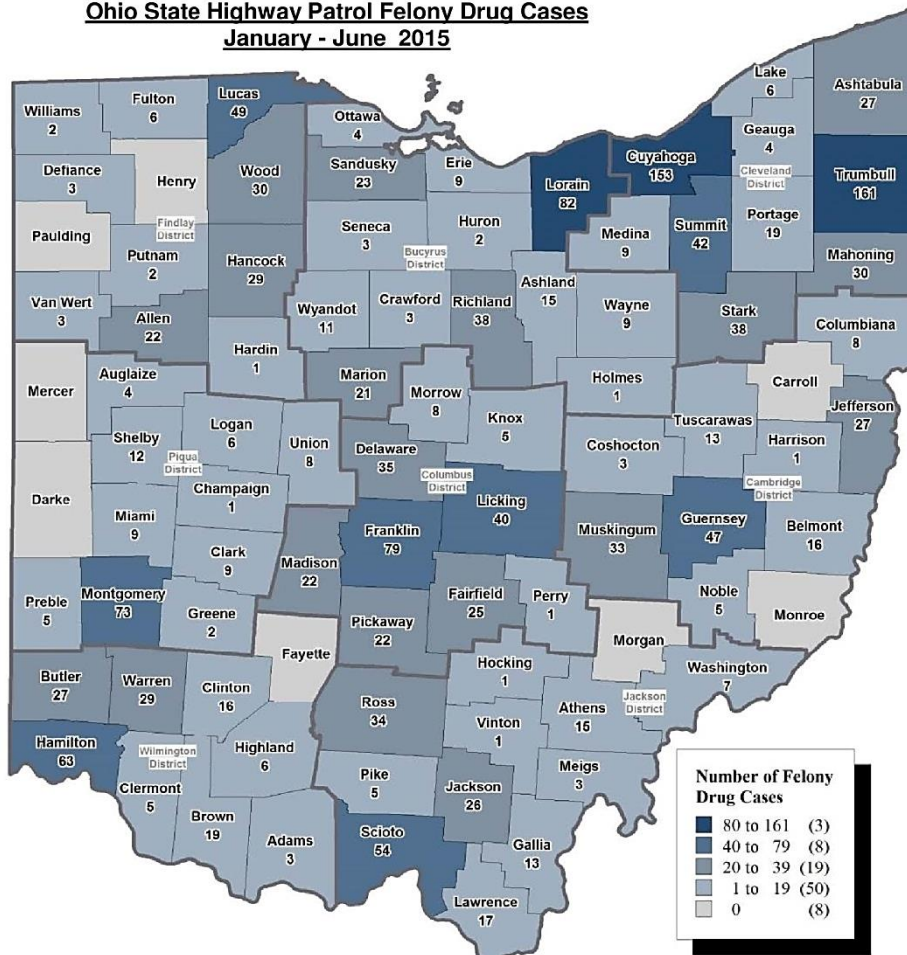 Ohio State Highway Patrol Felony Drug Cases
January - June 2015
Williams
2
Fulton
6
Lucas
49
Ottawa
4
Lake
6
Ashtabula
27
Defiance
3
Henry
Wood
30
Sandusky
23
Erie
9
Lorain
82
Cuyahoga
153
Geauga
4
Cleveland
District
Trumbull
161
Paulding
Findlay
District
Putnam
2
Hancock
29
Seneca
3
Huron
2
Bucyrus
District
Medina
9
Summit
42
Portage
19
Mahoning
30
Van Wert
3
Allen
22
Wyandot
11
Crawford
3
Richland
38
Ashland
15
Wayne
9
Stark
38
Columbiana
8
Hardin
1
Mercer
Auglaize
4
Marion
21
Morrow
8
Knox
5
Holmes
1
Carroll
Jefferson
27
Tuscarawas
13
Harrison
1
Shelby
12
Logan
6
Union
8
Piqua
District
Delaware
35
Columbus
District
Coshocton
3
Cambridge
District
Darke
Champaign
1
Miami
9
Franklin
79
Licking
40
Muskingum
33
Guernsey
47
Belmont
16
Clark
9
Madison
22
Preble
5
Montgomery
73
Greene
2
Pickaway
22
Fairfield
25
Perry
1
Noble
5
Monroe
Morgan
Fayette
Butler
27
Warren
29
Clinton
16
Hocking
1
Washington
7
Ross
34
Athens
15
Jackson
District
Vinton
1
Hamilton
63
Wilmington
District
Clermont
5
Highland
6
Pike
5
Jackson
26
Meigs
3
Brown
19
Adams
3
Scioto
54
Gallia
13
Lawrence
17
Number of Felony
Drug Cases
80 to 161 (3)
40 to 79 (8)
20 to 39 (19)
1 to 19 (50)
0 (8)